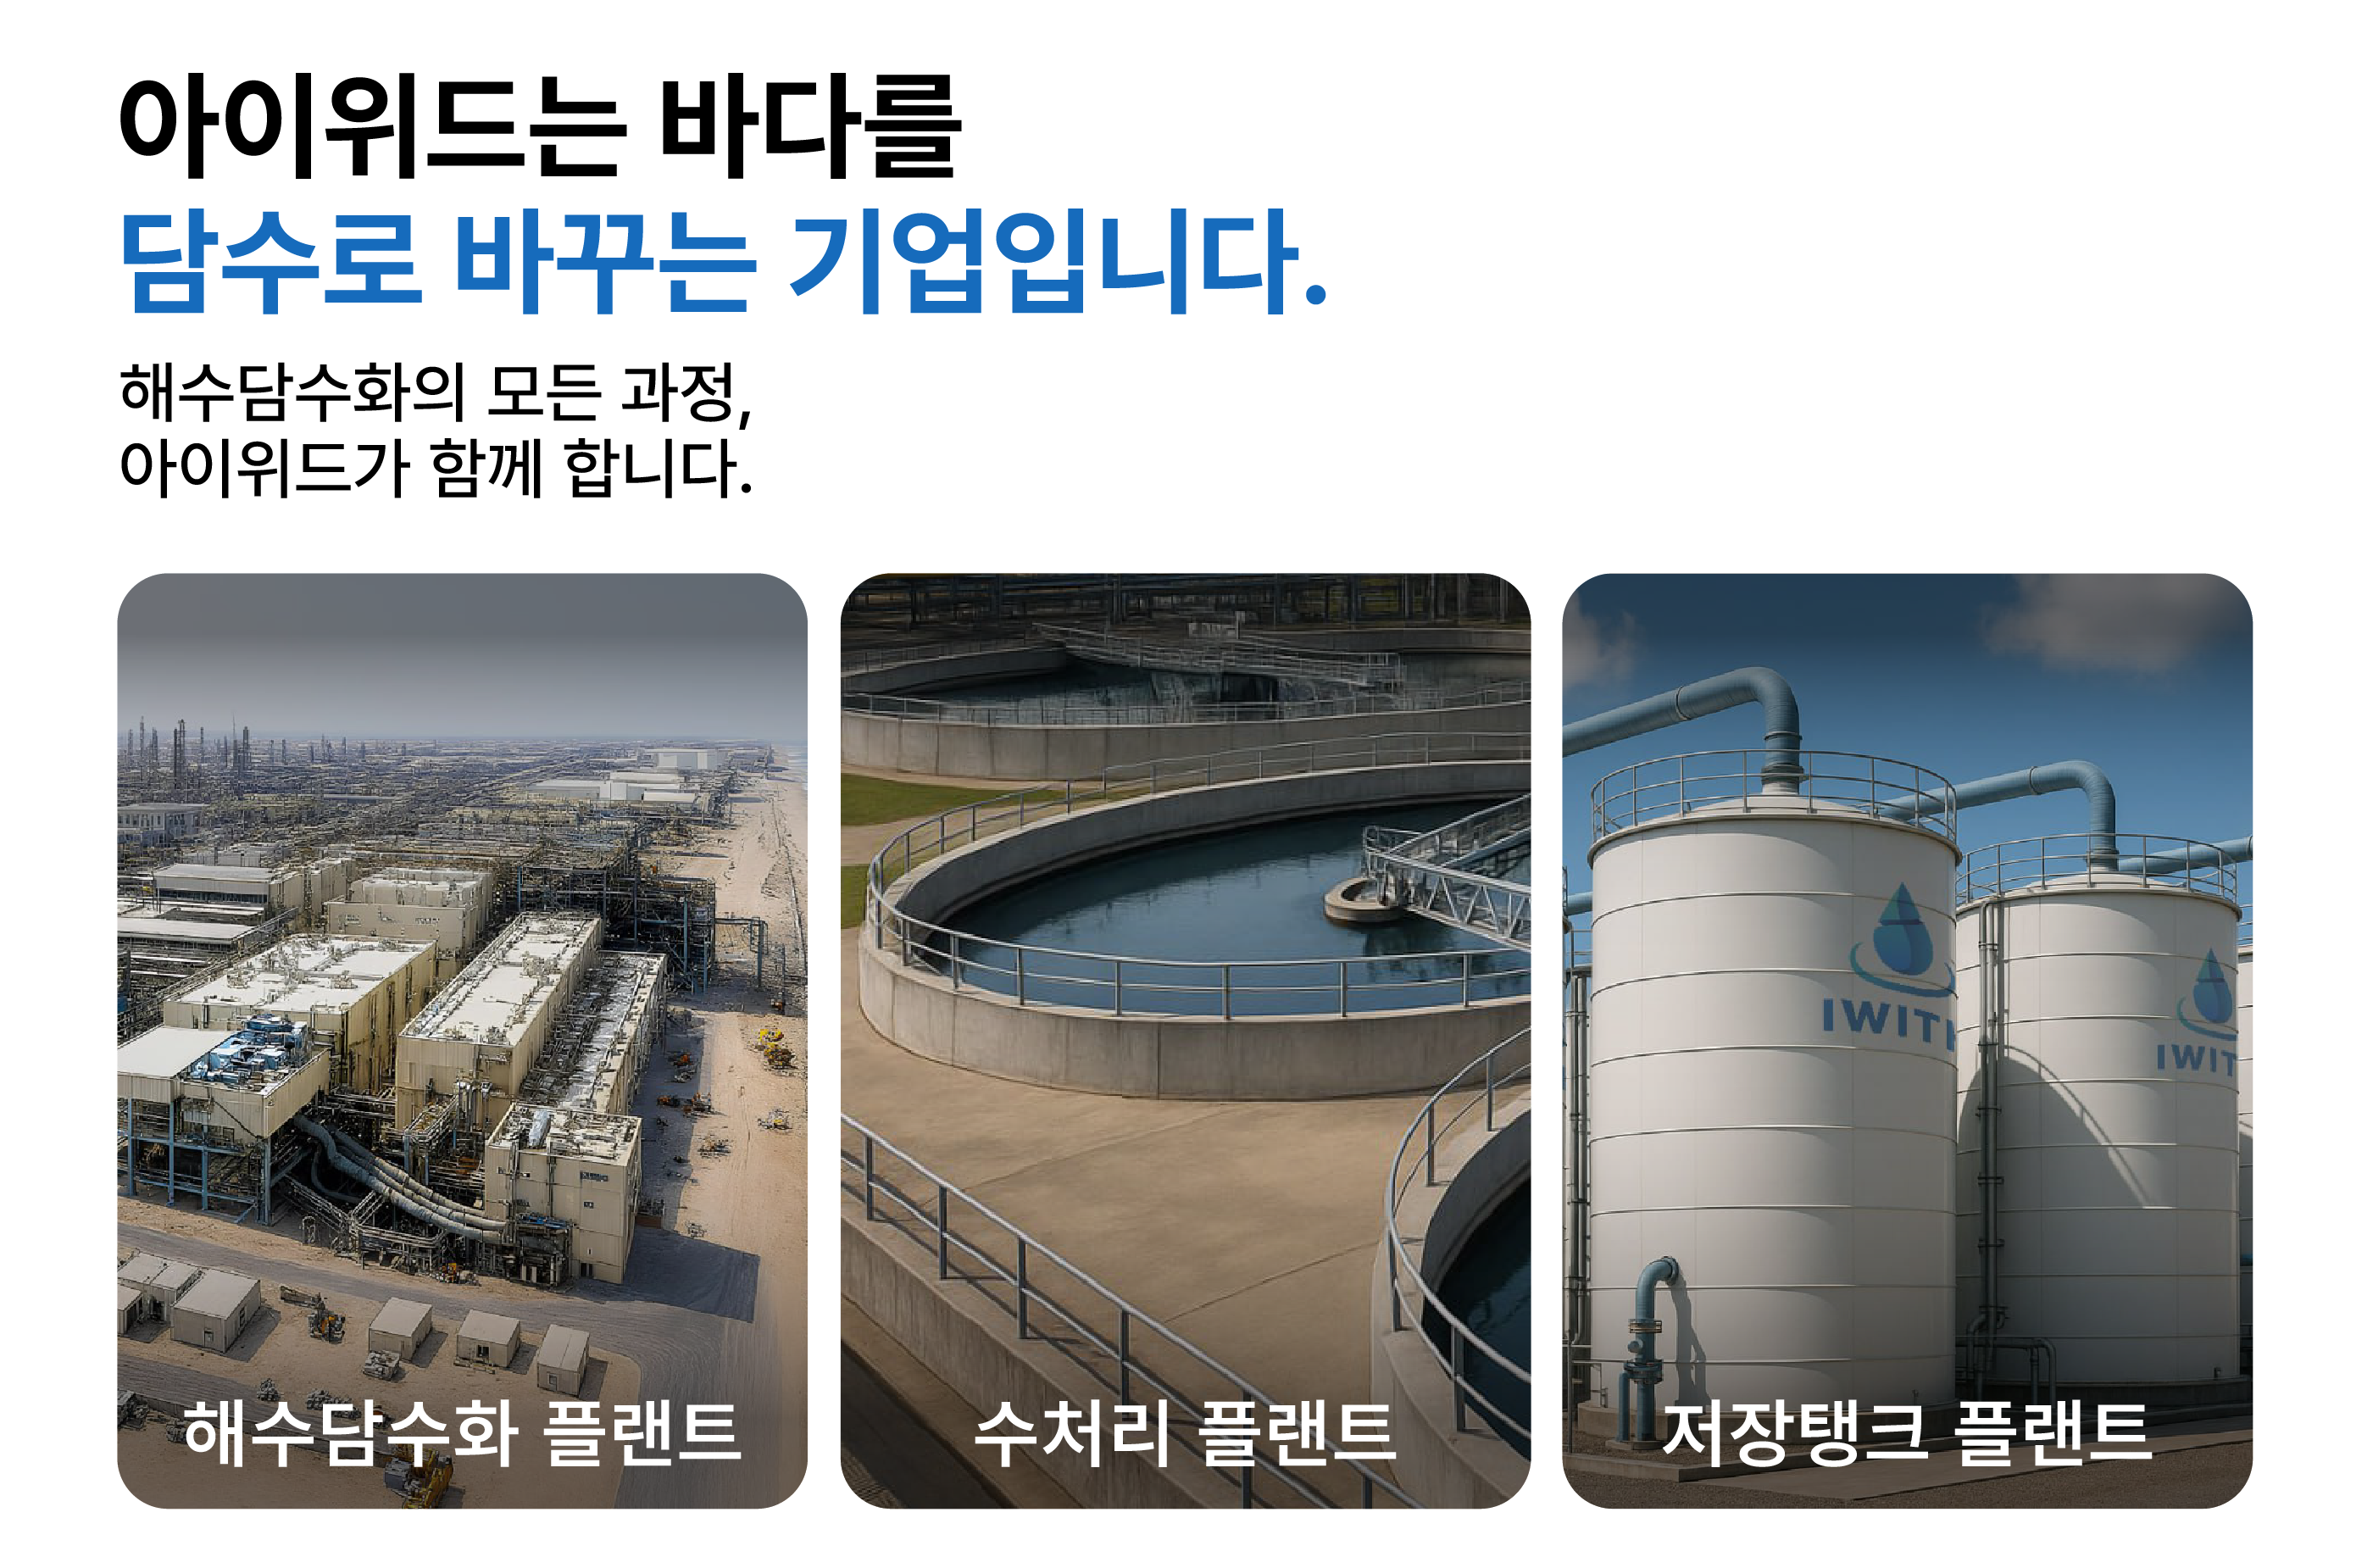 아이위드는 바다를
담수로 바꾸는 기업입니다.
해수담수화의 모든 과정,
아이위드가 함께 합니다.
해수담수화 플랜트
수처리 플랜트
저장탱크 플랜트
IWITH
IWIT